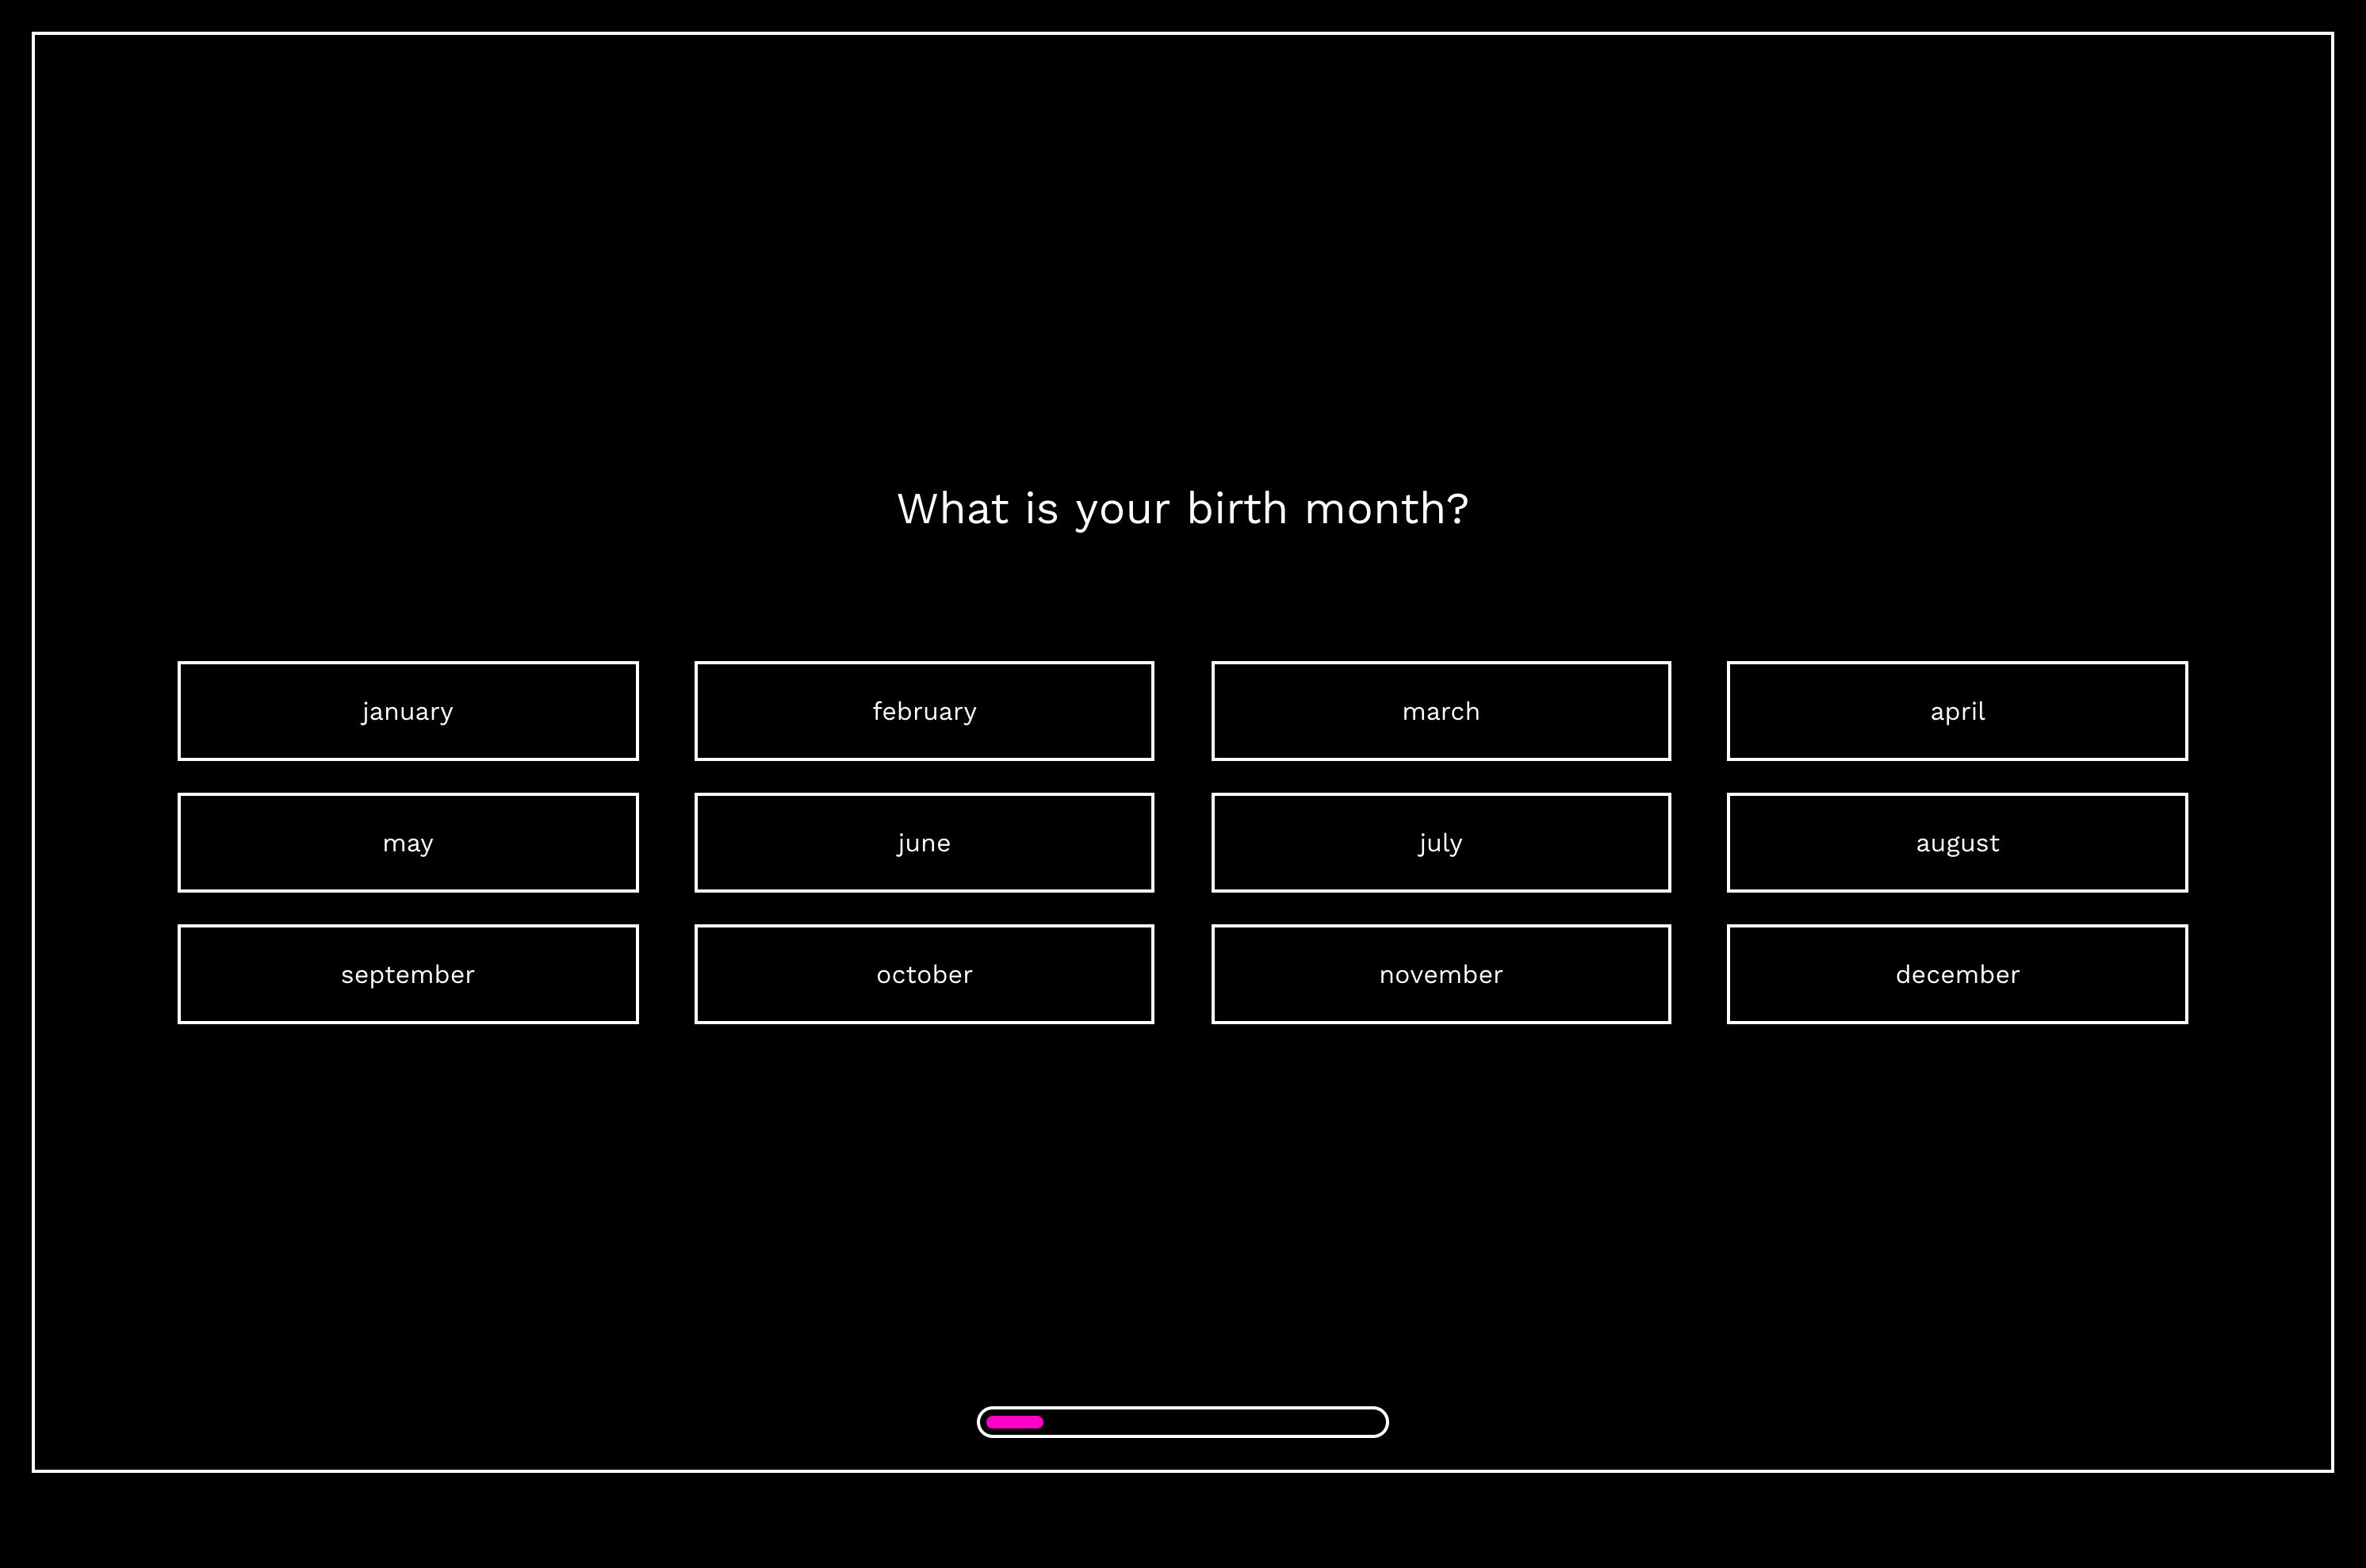 What is your birth month?
january
february
march
april
may
june
july
august
september
october
november
december